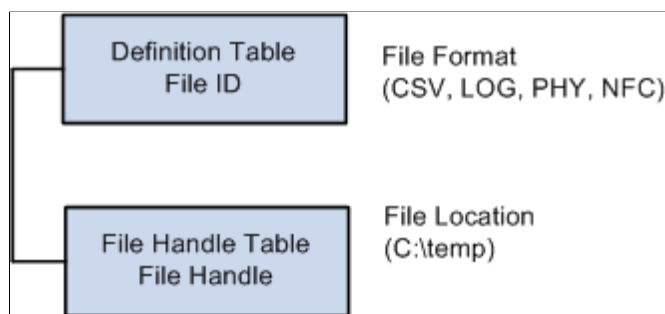 Definition Table
File ID
File Format
(CSV, LOG, PHY, NFC)
File Handle Table
File Handle
File Location
(C:\temp)